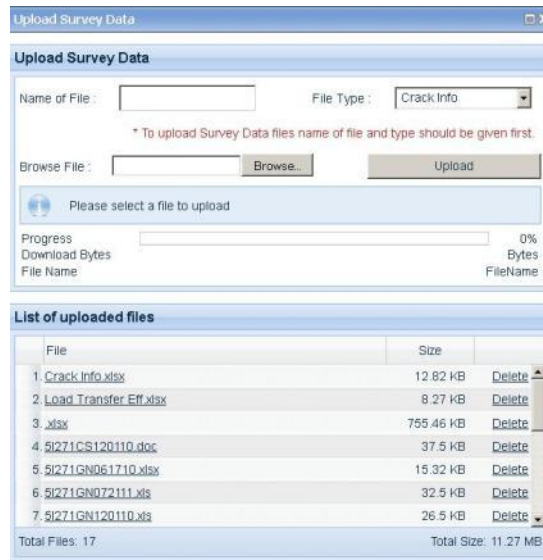 Upload Survey Data
Upload Survey Data
Name of File : File Type : Crack Info
* To upload Survey Data files name of file and type should be given first.
Browse File : Browse... Upload
Please select a file to upload
Progress 0%
Download Bytes Bytes
File Name FileName
List of uploaded files
File Size
1. Crack Info.xlsx 12.82 KB Delete
2. Load Transfer Eff.xlsx 8.27 KB Delete
3. .xlsx 755.46 KB Delete
4. 5I271CS120110.doc 37.5 KB Delete
5. 5I271GN061710.xlsx 15.32 KB Delete
6. 5I271GN072111.xls 32.5 KB Delete
7. 5I271GN120110.xls 26.5 KB Delete
Total Files: 17 Total Size: 11.27 MB